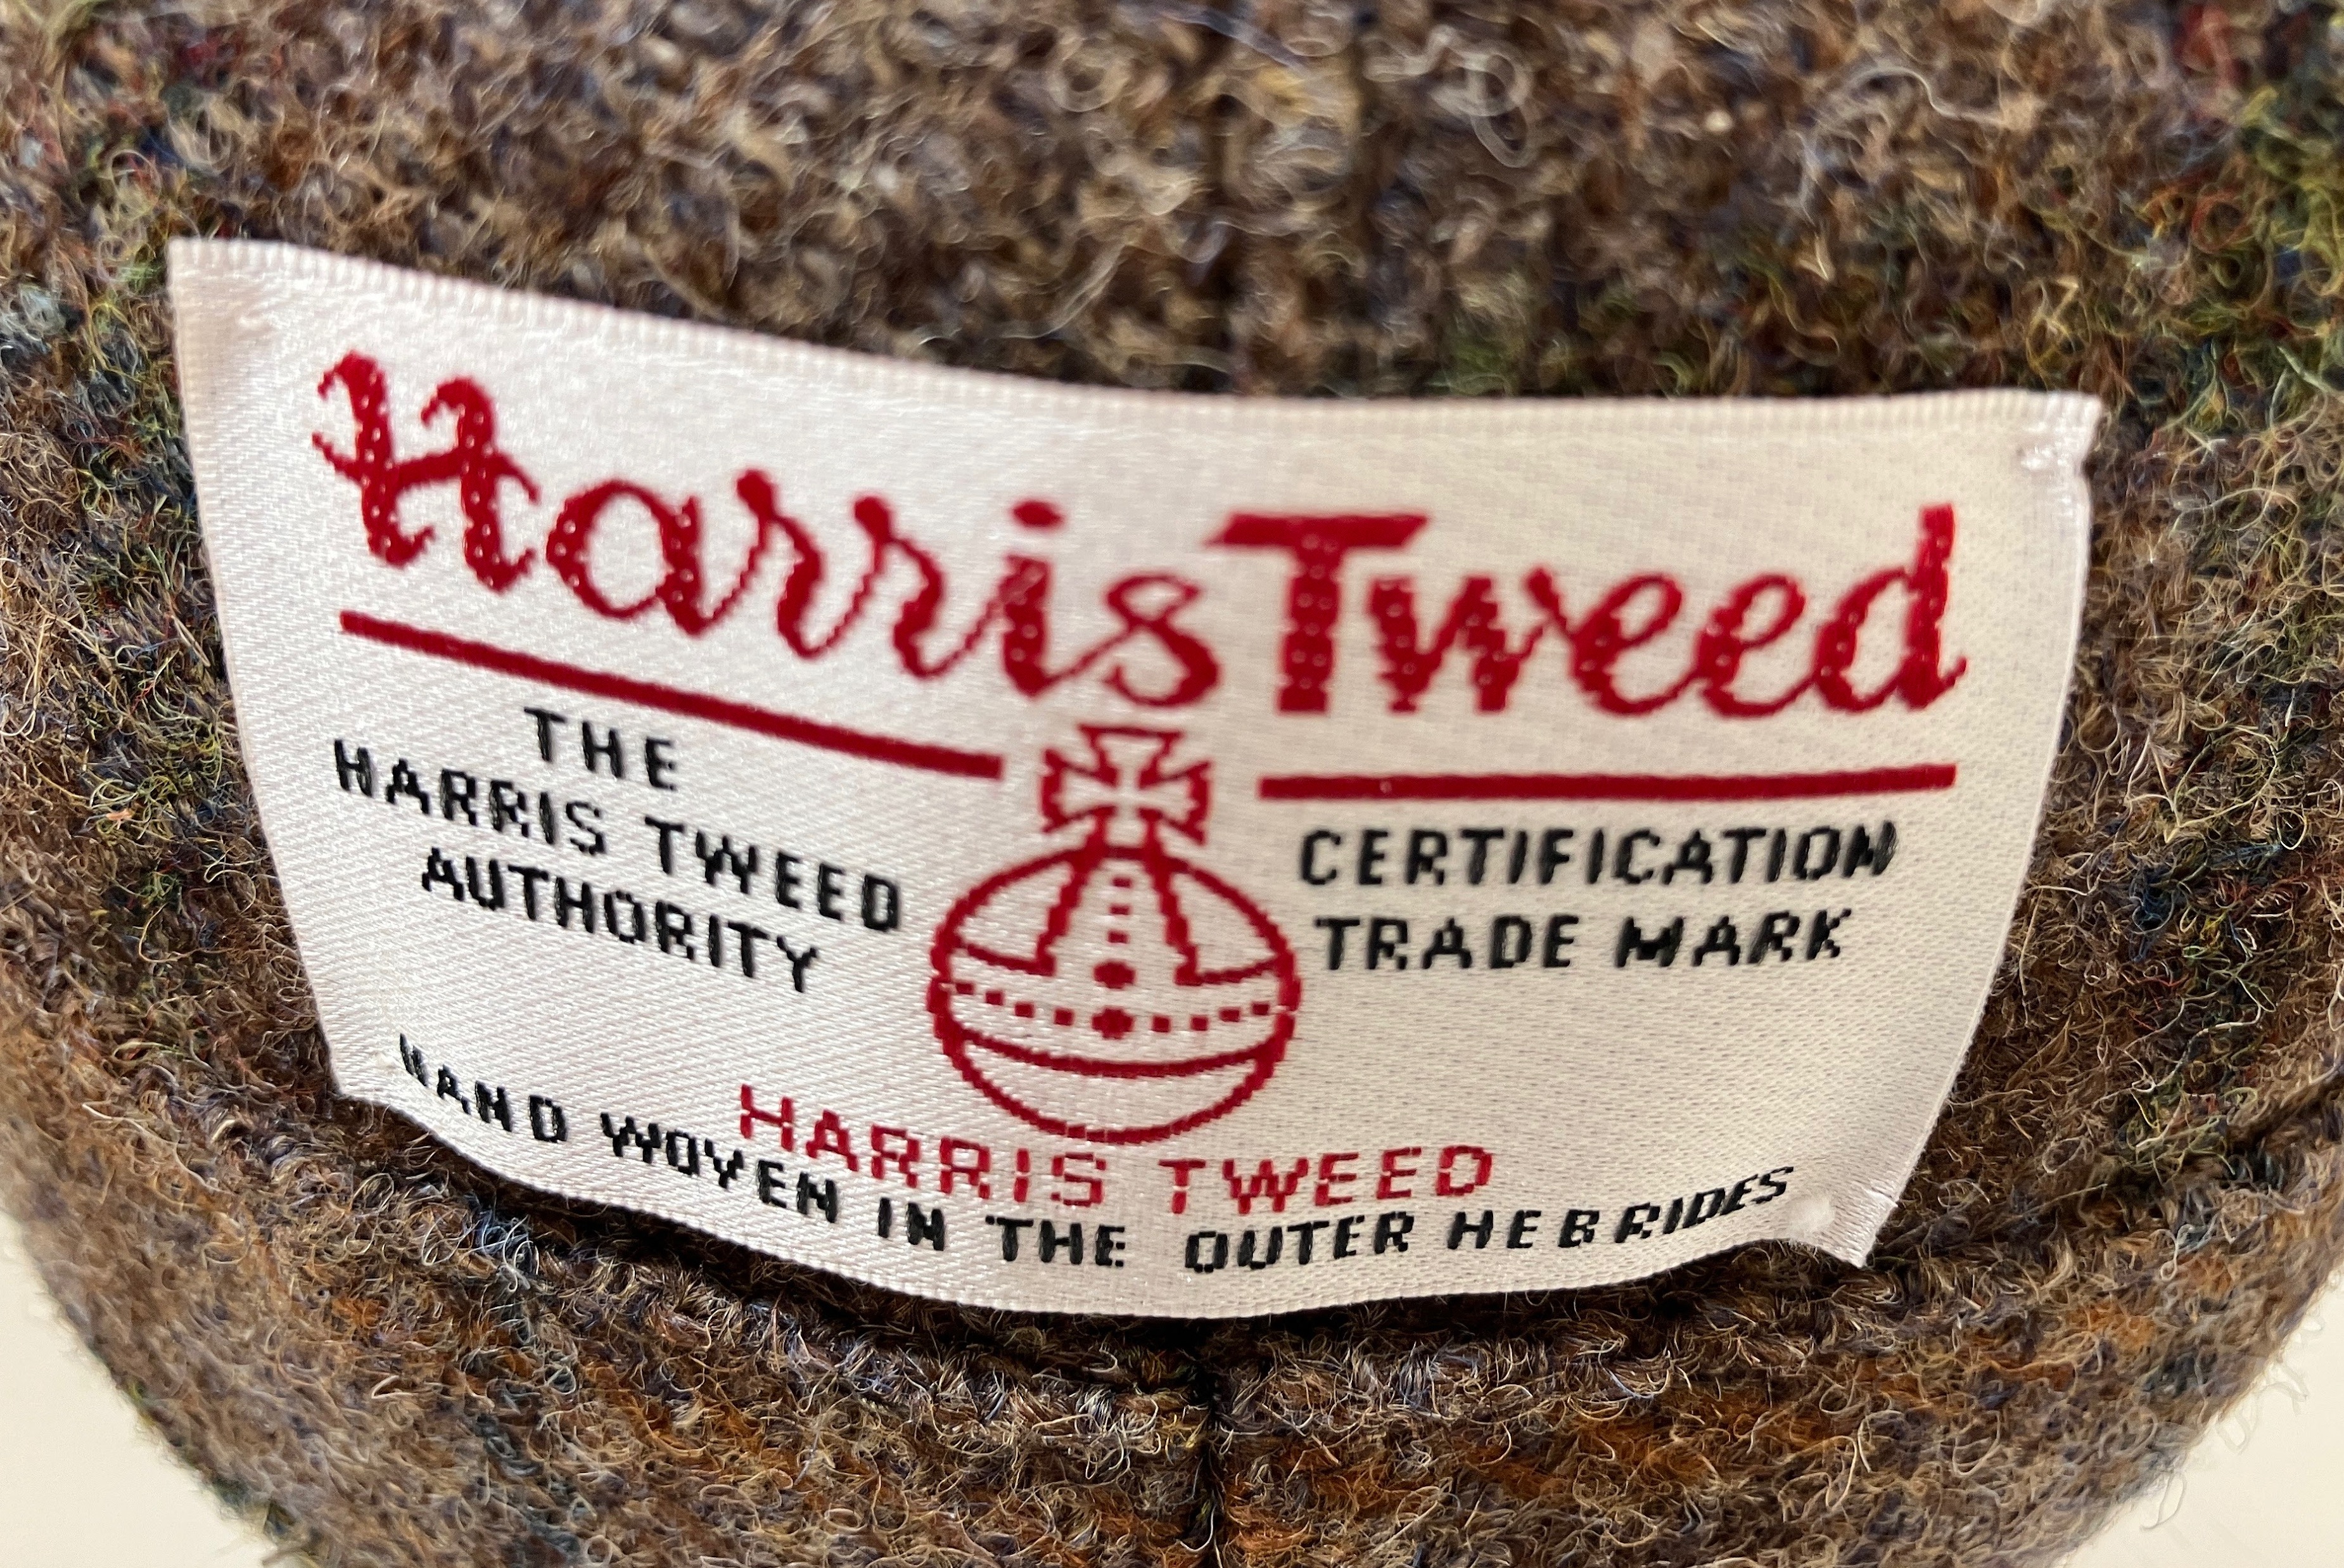 Harris Tweed
THE
HARRIS TWEED
AUTHORITY
CERTIFICATION
TRADE MARK
HARRIS TWEED
HAND WOVEN IN THE OUTER HEBRIDES